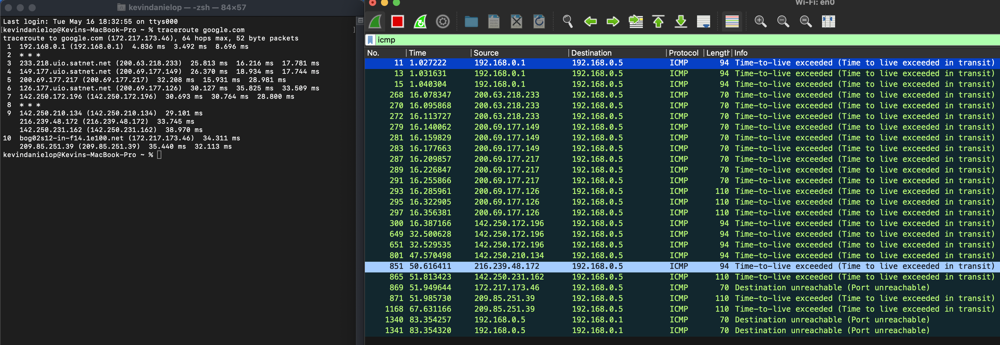 kevindanielop — -zsh — 84×57
Last login: Tue May 16 18:32:55 on ttys000
[kevindanielop@Kevins-MacBook-Pro ~ % traceroute google.com ]
traceroute to google.com (172.217.173.46), 64 hops max, 52 byte packets
1 192.168.0.1 (192.168.0.1) 4.836 ms 3.492 ms 8.696 ms
2 * * *
3 233.218.uio.satnet.net (200.63.218.233) 25.813 ms 16.216 ms 17.781 ms
4 149.177.uio.satnet.net (200.69.177.149) 26.370 ms 18.934 ms 17.744 ms
5 200.69.177.217 (200.69.177.217) 32.208 ms 15.931 ms 28.981 ms
6 126.177.uio.satnet.net (200.69.177.126) 30.127 ms 35.825 ms 33.509 ms
7 142.250.172.196 (142.250.172.196) 30.693 ms 30.764 ms 28.800 ms
8 * * *
9 142.250.210.134 (142.250.210.134) 29.101 ms
216.239.48.172 (216.239.48.172) 33.745 ms
142.250.231.162 (142.250.231.162) 38.970 ms
10 bog02s12-in-f14.1e100.net (172.217.173.46) 34.311 ms
209.85.251.39 (209.85.251.39) 35.440 ms 32.113 ms
kevindanielop@Kevins-MacBook-Pro ~ %
Wi-Fi: en0
icmp
No. Time Source Destination Protocol Length Info
11 1.027222 192.168.0.1 192.168.0.5 ICMP 94 Time-to-live exceeded (Time to live exceeded in transit)
13 1.031631 192.168.0.1 192.168.0.5 ICMP 94 Time-to-live exceeded (Time to live exceeded in transit)
15 1.040304 192.168.0.1 192.168.0.5 ICMP 94 Time-to-live exceeded (Time to live exceeded in transit)
268 16.078347 200.63.218.233 192.168.0.5 ICMP 70 Time-to-live exceeded (Time to live exceeded in transit)
270 16.095868 200.63.218.233 192.168.0.5 ICMP 70 Time-to-live exceeded (Time to live exceeded in transit)
272 16.113727 200.63.218.233 192.168.0.5 ICMP 70 Time-to-live exceeded (Time to live exceeded in transit)
279 16.140062 200.69.177.149 192.168.0.5 ICMP 70 Time-to-live exceeded (Time to live exceeded in transit)
281 16.159829 200.69.177.149 192.168.0.5 ICMP 70 Time-to-live exceeded (Time to live exceeded in transit)
283 16.177663 200.69.177.149 192.168.0.5 ICMP 70 Time-to-live exceeded (Time to live exceeded in transit)
287 16.209857 200.69.177.217 192.168.0.5 ICMP 70 Time-to-live exceeded (Time to live exceeded in transit)
289 16.226847 200.69.177.217 192.168.0.5 ICMP 70 Time-to-live exceeded (Time to live exceeded in transit)
291 16.255866 200.69.177.217 192.168.0.5 ICMP 70 Time-to-live exceeded (Time to live exceeded in transit)
293 16.285961 200.69.177.126 192.168.0.5 ICMP 110 Time-to-live exceeded (Time to live exceeded in transit)
295 16.322905 200.69.177.126 192.168.0.5 ICMP 110 Time-to-live exceeded (Time to live exceeded in transit)
297 16.356381 200.69.177.126 192.168.0.5 ICMP 110 Time-to-live exceeded (Time to live exceeded in transit)
300 16.387166 142.250.172.196 192.168.0.5 ICMP 94 Time-to-live exceeded (Time to live exceeded in transit)
649 32.500628 142.250.172.196 192.168.0.5 ICMP 94 Time-to-live exceeded (Time to live exceeded in transit)
651 32.529535 142.250.172.196 192.168.0.5 ICMP 94 Time-to-live exceeded (Time to live exceeded in transit)
801 47.570498 142.250.210.134 192.168.0.5 ICMP 94 Time-to-live exceeded (Time to live exceeded in transit)
851 50.616411 216.239.48.172 192.168.0.5 ICMP 94 Time-to-live exceeded (Time to live exceeded in transit)
865 51.813423 142.250.231.162 192.168.0.5 ICMP 110 Time-to-live exceeded (Time to live exceeded in transit)
869 51.949644 172.217.173.46 192.168.0.5 ICMP 70 Destination unreachable (Port unreachable)
871 51.985730 209.85.251.39 192.168.0.5 ICMP 110 Time-to-live exceeded (Time to live exceeded in transit)
1168 67.631166 209.85.251.39 192.168.0.5 ICMP 110 Time-to-live exceeded (Time to live exceeded in transit)
1340 83.354257 192.168.0.5 192.168.0.1 ICMP 70 Destination unreachable (Port unreachable)
1341 83.354320 192.168.0.5 192.168.0.1 ICMP 70 Destination unreachable (Port unreachable)